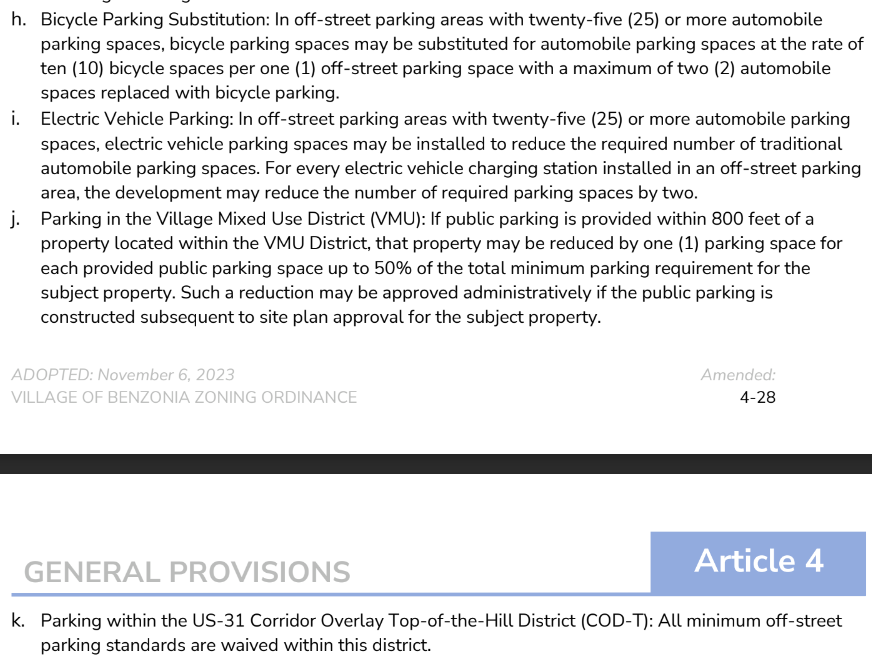 h. Bicycle Parking Substitution: In off-street parking areas with twenty-five (25) or more automobile
parking spaces, bicycle parking spaces may be substituted for automobile parking spaces at the rate of
ten (10) bicycle spaces per one (1) off-street parking space with a maximum of two (2) automobile
spaces replaced with bicycle parking.
i. Electric Vehicle Parking: In off-street parking areas with twenty-five (25) or more automobile parking
spaces, electric vehicle parking spaces may be installed to reduce the required number of traditional
automobile parking spaces. For every electric vehicle charging station installed in an off-street parking
area, the development may reduce the number of required parking spaces by two.
j. Parking in the Village Mixed Use District (VMU): If public parking is provided within 800 feet of a
property located within the VMU District, that property may be reduced by one (1) parking space for
each provided public parking space up to 50% of the total minimum parking requirement for the
subject property. Such a reduction may be approved administratively if the public parking is
constructed subsequent to site plan approval for the subject property.
ADOPTED: November 6, 2023 Amended:
VILLAGE OF BENZONIA ZONING ORDINANCE 4-28
GENERAL PROVISIONS Article 4
k. Parking within the US-31 Corridor Overlay Top-of-the-Hill District (COD-T): All minimum off-street
parking standards are waived within this district.